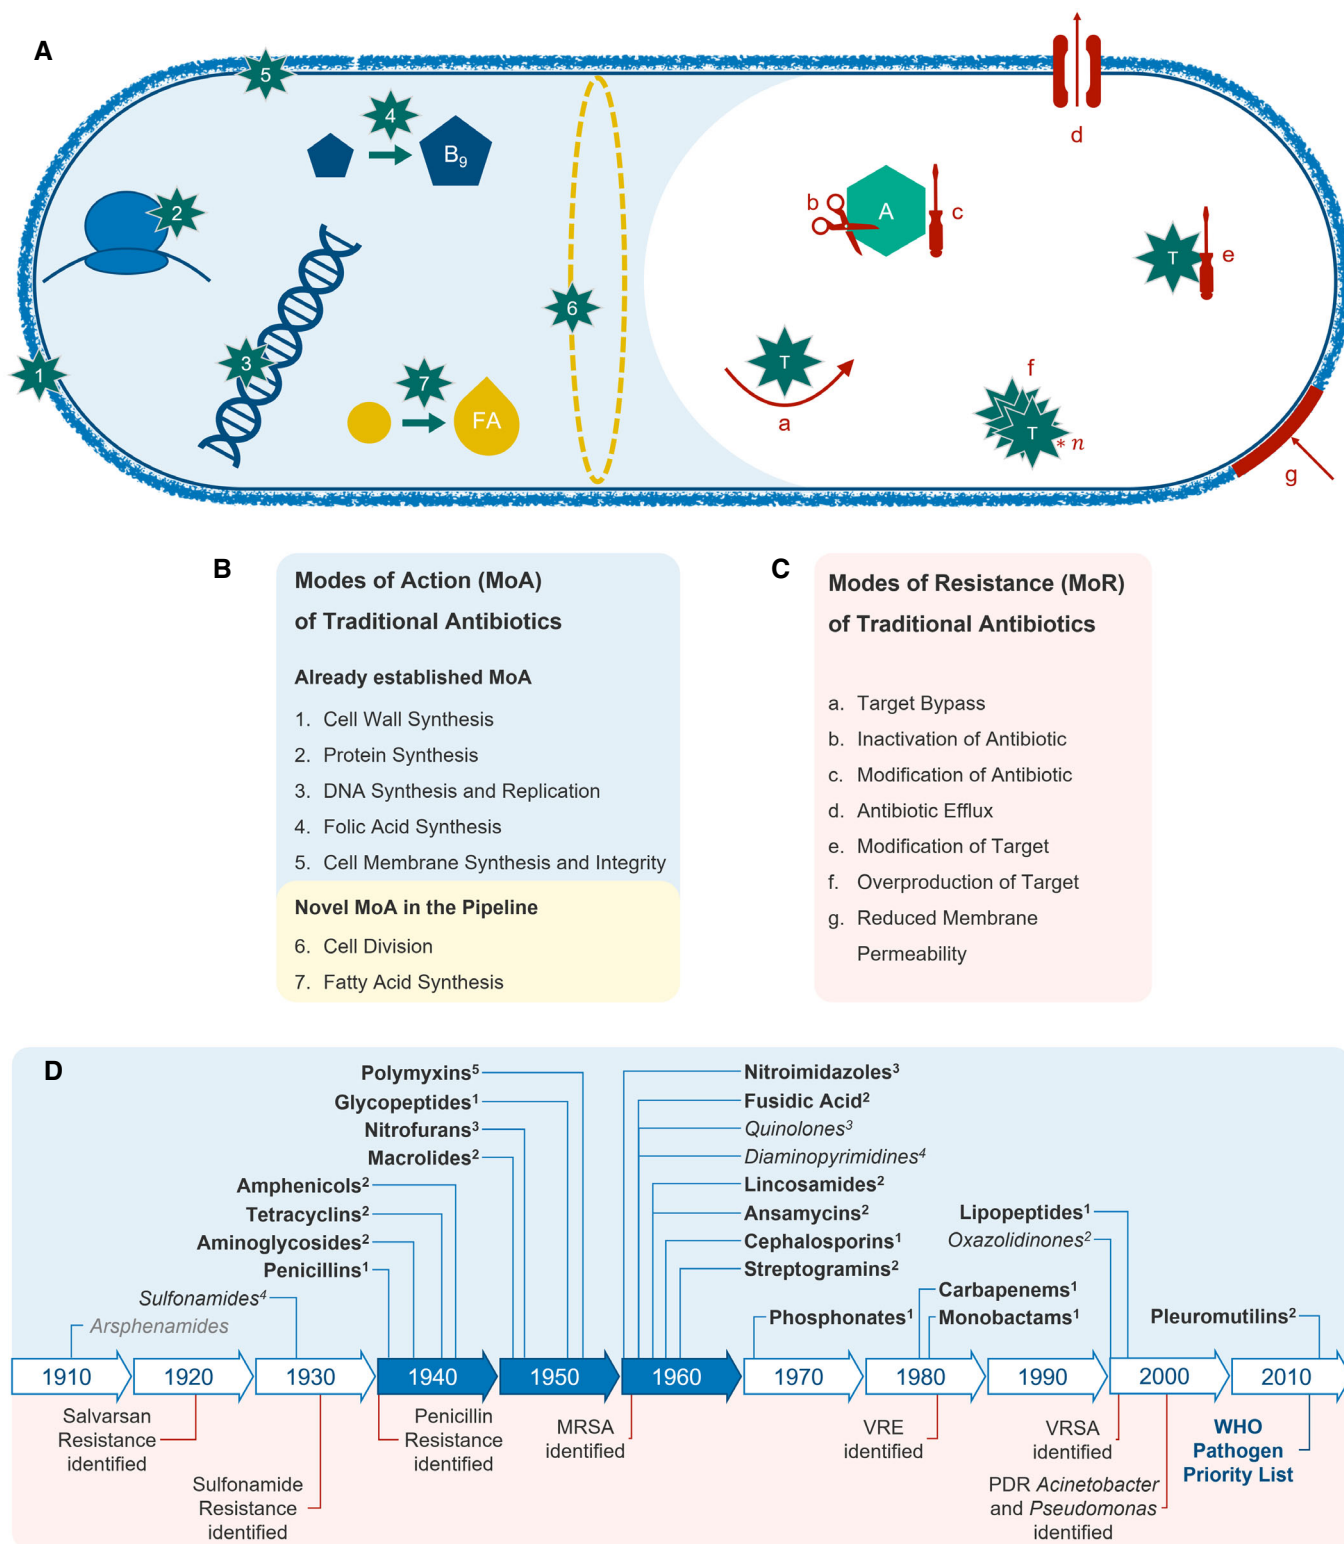 A
5
4
B₉
d
2
b
A
c
T
e
3
6
1
7
FA
T
a
f
T
* n
g
B
Modes of Action (MoA)
of Traditional Antibiotics
Already established MoA
1. Cell Wall Synthesis
2. Protein Synthesis
3. DNA Synthesis and Replication
4. Folic Acid Synthesis
5. Cell Membrane Synthesis and Integrity
Novel MoA in the Pipeline
6. Cell Division
7. Fatty Acid Synthesis
C
Modes of Resistance (MoR)
of Traditional Antibiotics
a. Target Bypass
b. Inactivation of Antibiotic
c. Modification of Antibiotic
d. Antibiotic Efflux
e. Modification of Target
f. Overproduction of Target
g. Reduced Membrane
Permeability
D
Polymyxins⁵
Glycopeptides¹
Nitrofurans³
Macrolides²
Amphenicols²
Tetracyclins²
Aminoglycosides²
Penicillins¹
Sulfonamides⁴
Arsphenamides
Nitroimidazoles³
Fusidic Acid²
Quinolones³
Diaminopyrimidines⁴
Lincosamides²
Ansamycins²
Cephalosporins¹
Streptogramins²
Phosphonates¹
Lipopeptides¹
Oxazolidinones²
Carbapenems¹
Monobactams¹
Pleuromutilins²
1910
1920
1930
1940
1950
1960
1970
1980
1990
2000
2010
Salvarsan
Resistance
identified
Sulfonamide
Resistance
identified
Penicillin
Resistance
identified
MRSA
identified
VRE
identified
VRSA
identified
PDR Acinetobacter
and Pseudomonas
identified
WHO
Pathogen
Priority List